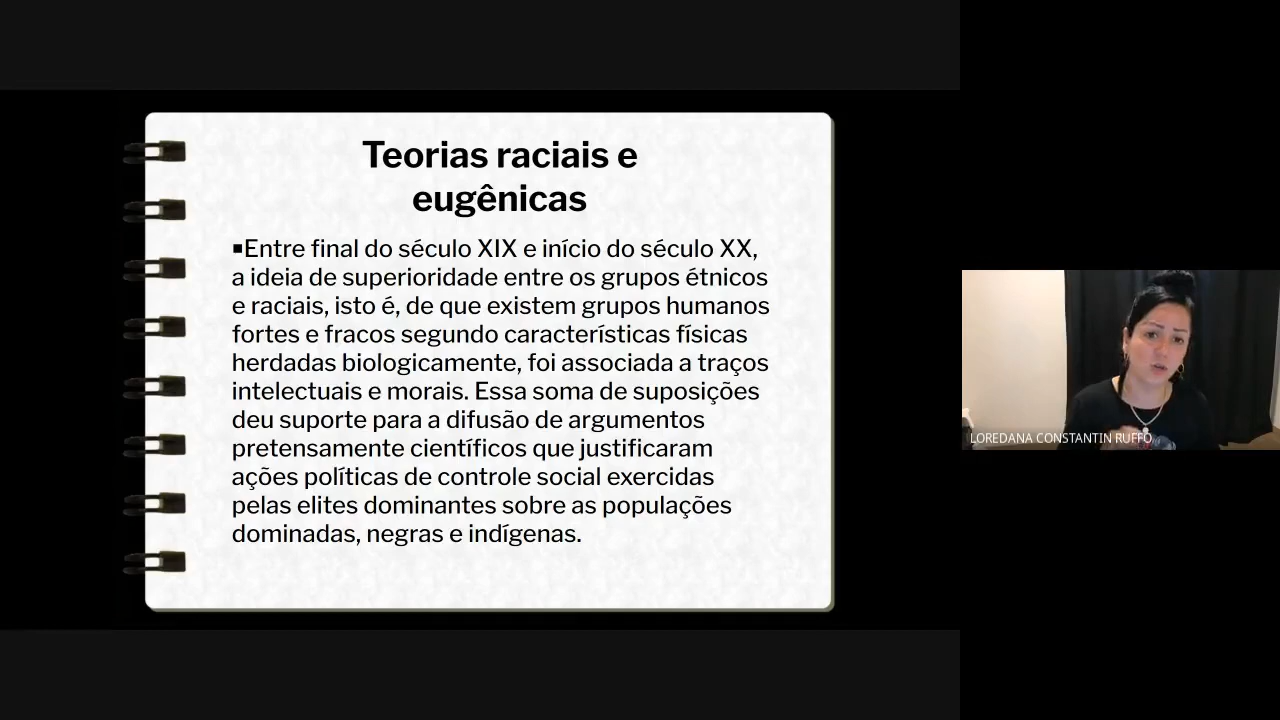 Teorias raciais e
eugênicas
▪Entre final do século XIX e início do século XX,
a ideia de superioridade entre os grupos étnicos
e raciais, isto é, de que existem grupos humanos
fortes e fracos segundo características físicas
herdadas biologicamente, foi associada a traços
intelectuais e morais. Essa soma de suposições
deu suporte para a difusão de argumentos
pretensamente científicos que justificaram
ações políticas de controle social exercidas
pelas elites dominantes sobre as populações
dominadas, negras e indígenas.
LOREDANA CONSTANTIN RUFFO